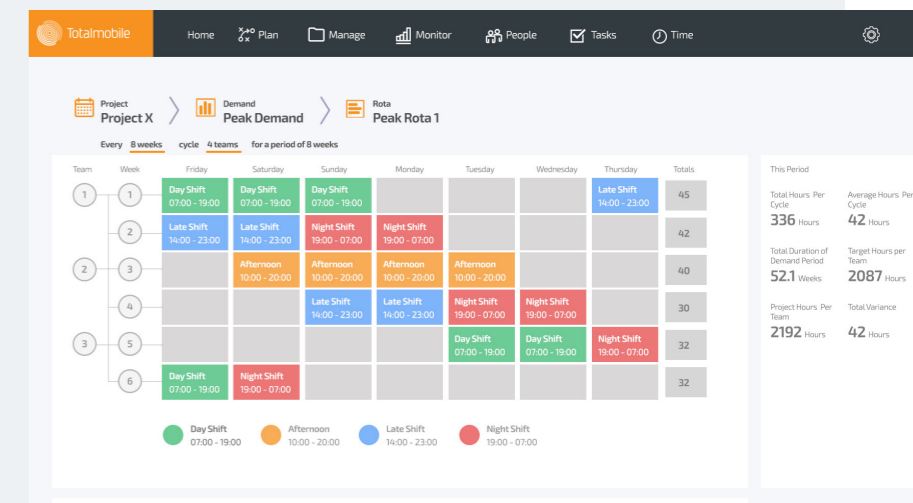 Totalmobile Home Plan Manage Monitor People Tasks Time
Project Demand Rota
Project X Peak Demand Peak Rota 1
Every 8 weeks cycle 4 teams for a period of 8 weeks
Team Week Friday Saturday Sunday Monday Tuesday Wednesday Thursday Totals
1 1 Day Shift Day Shift Day Shift Late Shift 45
07:00 - 19:00 07:00 - 19:00 07:00 - 19:00 14:00 - 23:00
2 Late Shift Late Shift Night Shift Night Shift 42
14:00 - 23:00 14:00 - 23:00 19:00 - 07:00 19:00 - 07:00
2 3 Afternoon Afternoon Afternoon Afternoon 40
10:00 - 20:00 10:00 - 20:00 10:00 - 20:00 10:00 - 20:00
4 Late Shift Late Shift Night Shift Night Shift 30
14:00 - 23:00 14:00 - 23:00 19:00 - 07:00 19:00 - 07:00
3 5 Day Shift Day Shift Night Shift 32
07:00 - 19:00 07:00 - 19:00 19:00 - 07:00
6 Day Shift Night Shift 32
07:00 - 19:00 19:00 - 07:00
Day Shift Afternoon Late Shift Night Shift
07:00 - 19:00 10:00 - 20:00 14:00 - 23:00 19:00 - 07:00
This Period
Total Hours Per Average Hours Per
Cycle Cycle
336 Hours 42 Hours
Total Duration of Target Hours per
Demand Period Team
52.1 Weeks 2087 Hours
Project Hours Per Total Variance
Team
2192 Hours 42 Hours